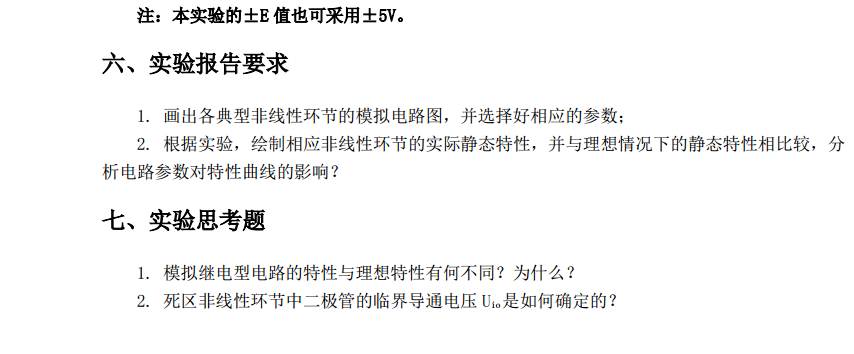 注：本实验的±E 值也可采用±5V。
六、实验报告要求
1. 画出各典型非线性环节的模拟电路图，并选择好相应的参数；
2. 根据实验，绘制相应非线性环节的实际静态特性，并与理想情况下的静态特性相比较，分
析电路参数对特性曲线的影响？
七、实验思考题
1. 模拟继电型电路的特性与理想特性有何不同？为什么？
2. 死区非线性环节中二极管的临界导通电压 Uio是如何确定的？